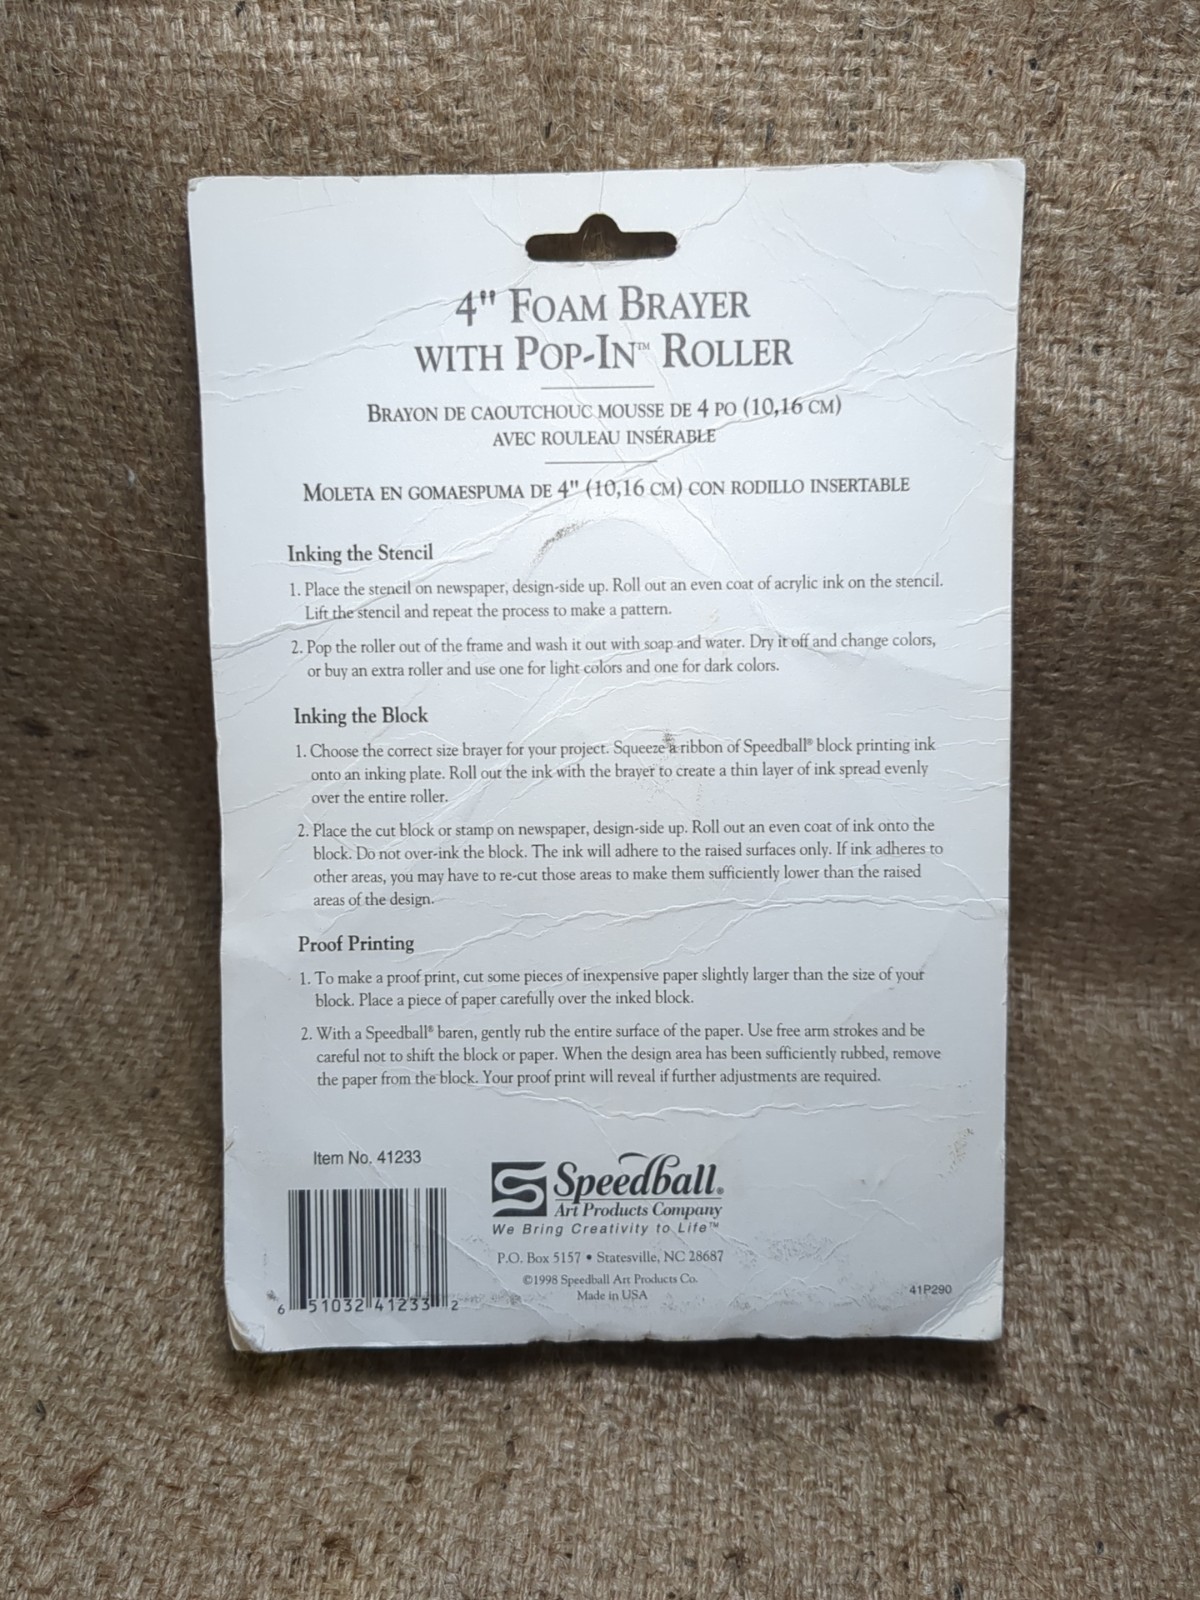 4" Foam Brayer
with Pop-In™ Roller
Brayon de caoutchouc mousse de 4 po (10,16 cm)
avec rouleau insérable
Moleta en gomaespuma de 4" (10,16 cm) con rodillo insertable
Inking the Stencil
1. Place the stencil on newspaper, design-side up. Roll out an even coat of acrylic ink on the stencil.
Lift the stencil and repeat the process to make a pattern.
2. Pop the roller out of the frame and wash it out with soap and water. Dry it off and change colors,
or buy an extra roller and use one for light colors and one for dark colors.
Inking the Block
1. Choose the correct size brayer for your project. Squeeze a ribbon of Speedball® block printing ink
onto an inking plate. Roll out the ink with the brayer to create a thin layer of ink spread evenly
over the entire roller.
2. Place the cut block or stamp on newspaper, design-side up. Roll out an even coat of ink onto the
block. Do not over-ink the block. The ink will adhere to the raised surfaces only. If ink adheres to
other areas, you may have to re-cut those areas to make them sufficiently lower than the raised
areas of the design.
Proof Printing
1. To make a proof print, cut some pieces of inexpensive paper slightly larger than the size of your
block. Place a piece of paper carefully over the inked block.
2. With a Speedball® baren, gently rub the entire surface of the paper. Use free arm strokes and be
careful not to shift the block or paper. When the design area has been sufficiently rubbed, remove
the paper from the block. Your proof print will reveal if further adjustments are required.
Item No. 41233
6 51032 41233 2
Speedball®
Art Products Company
We Bring Creativity to Life™
P.O. Box 5157 • Statesville, NC 28687
©1998 Speedball Art Products Co.
Made in USA
41P290